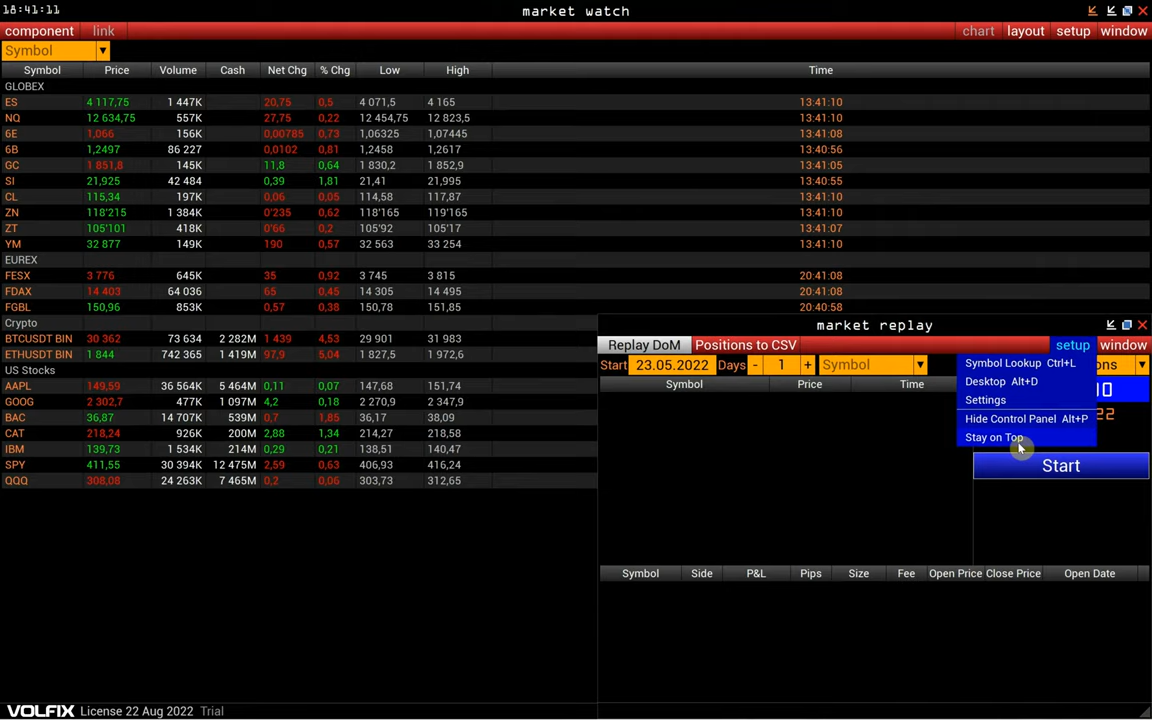 18:41:11 market watch
component link chart layout setup window
Symbol
Symbol Price Volume Cash Net Chg % Chg Low High Time
GLOBEX
ES 4 117,75 1 447K 20,75 0,5 4 071,5 4 165 13:41:10
NQ 12 634,75 557K 27,75 0,22 12 454,75 12 823,5 13:41:10
6E 1,066 156K 0,00785 0,73 1,06325 1,07445 13:41:08
6B 1,2497 86 227 0,0102 0,81 1,2458 1,2617 13:40:56
GC 1 851,8 145K 11,8 0,64 1 830,2 1 852,9 13:41:05
SI 21,925 42 484 0,39 1,81 21,41 21,995 13:40:55
CL 115,34 197K 0,06 0,05 114,58 117,87 13:41:10
ZN 118'215 1 384K 0'235 0,62 118'165 119'165 13:41:10
ZT 105'101 418K 0'66 0,2 105'92 105'17 13:41:07
YM 32 877 149K 190 0,57 32 563 33 254 13:41:10
EUREX
FESX 3 776 645K 35 0,92 3 745 3 815 20:41:08
FDAX 14 403 64 036 65 0,45 14 305 14 495 20:41:08
FGBL 150,96 853K 0,57 0,38 150,78 151,85 20:40:58
Crypto
BTCUSDT BIN 30 362 73 634 2 282M 1 439 4,53 29 901 31 983
ETHUSDT BIN 1 844 742 365 1 419M 97,9 5,04 1 827,5 1 972,6
US Stocks
AAPL 149,59 36 564K 5 464M 0,11 0,07 147,68 151,74
GOOG 2 302,7 477K 1 097M 4,2 0,18 2 270,9 2 347,9
BAC 36,87 14 707K 539M 0,7 1,85 36,17 38,09
CAT 218,24 926K 200M 2,88 1,34 214,27 218,58
IBM 139,73 1 534K 214M 0,29 0,21 138,51 140,47
SPY 411,55 30 394K 12 475M 2,59 0,63 406,93 416,24
QQQ 308,08 24 263K 7 465M 0,2 0,06 303,73 312,65
market replay
Replay DoM Positions to CSV setup window
Start 23.05.2022 Days - 1 + Symbol
Symbol Price Time
Symbol Lookup Ctrl+L
Desktop Alt+D
Settings
Hide Control Panel Alt+P
Stay on Top
Start
Symbol Side P&L Pips Size Fee Open Price Close Price Open Date
VOLFIX License 22 Aug 2022 Trial